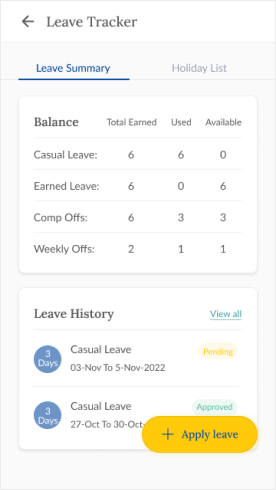 Leave Tracker
Leave Summary Holiday List
Balance Total Earned Used Available
Casual Leave: 6 6 0
Earned Leave: 6 0 6
Comp Offs: 6 3 3
Weekly Offs: 2 1 1
Leave History View all
3 Days
Casual Leave Pending
03-Nov To 5-Nov-2022
3 Days
Casual Leave Approved
27-Oct To 30-Oct-
+ Apply leave